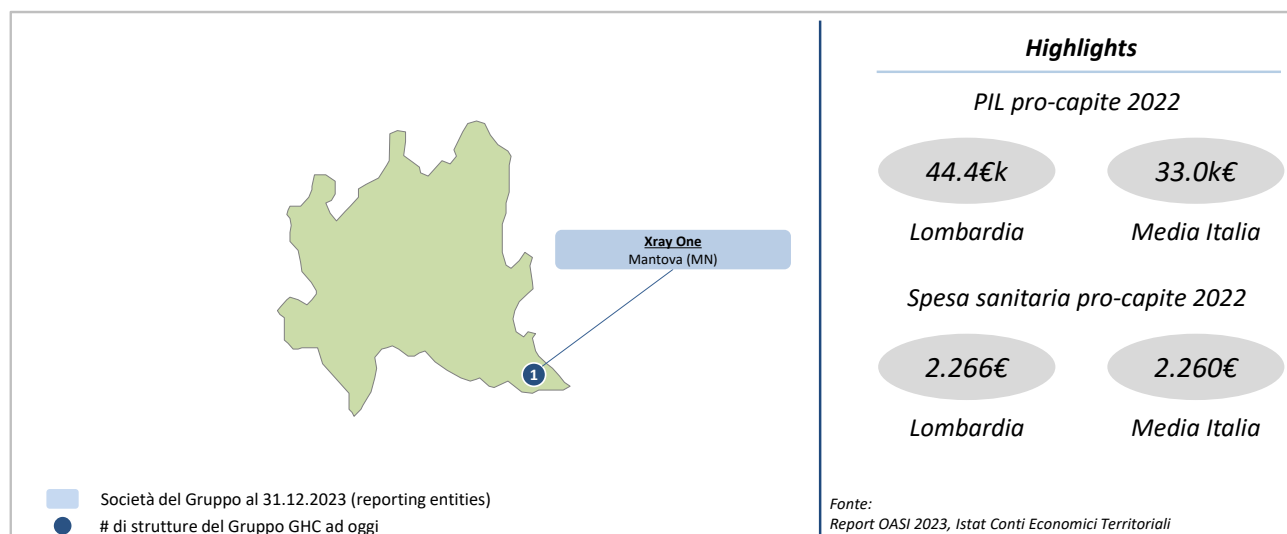 Xray One
Mantova (MN)
1
Società del Gruppo al 31.12.2023 (reporting entities)
# di strutture del Gruppo GHC ad oggi
Highlights
PIL pro-capite 2022
44.4€k 33.0k€
Lombardia Media Italia
Spesa sanitaria pro-capite 2022
2.266€ 2.260€
Lombardia Media Italia
Fonte:
Report OASI 2023, Istat Conti Economici Territoriali